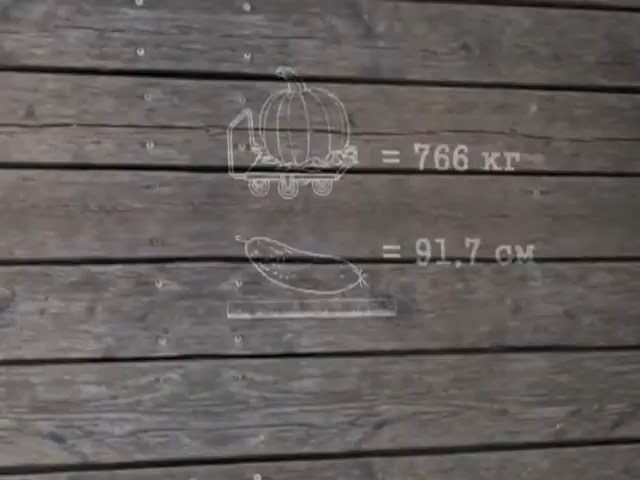 = 766 кг
= 91,7 см